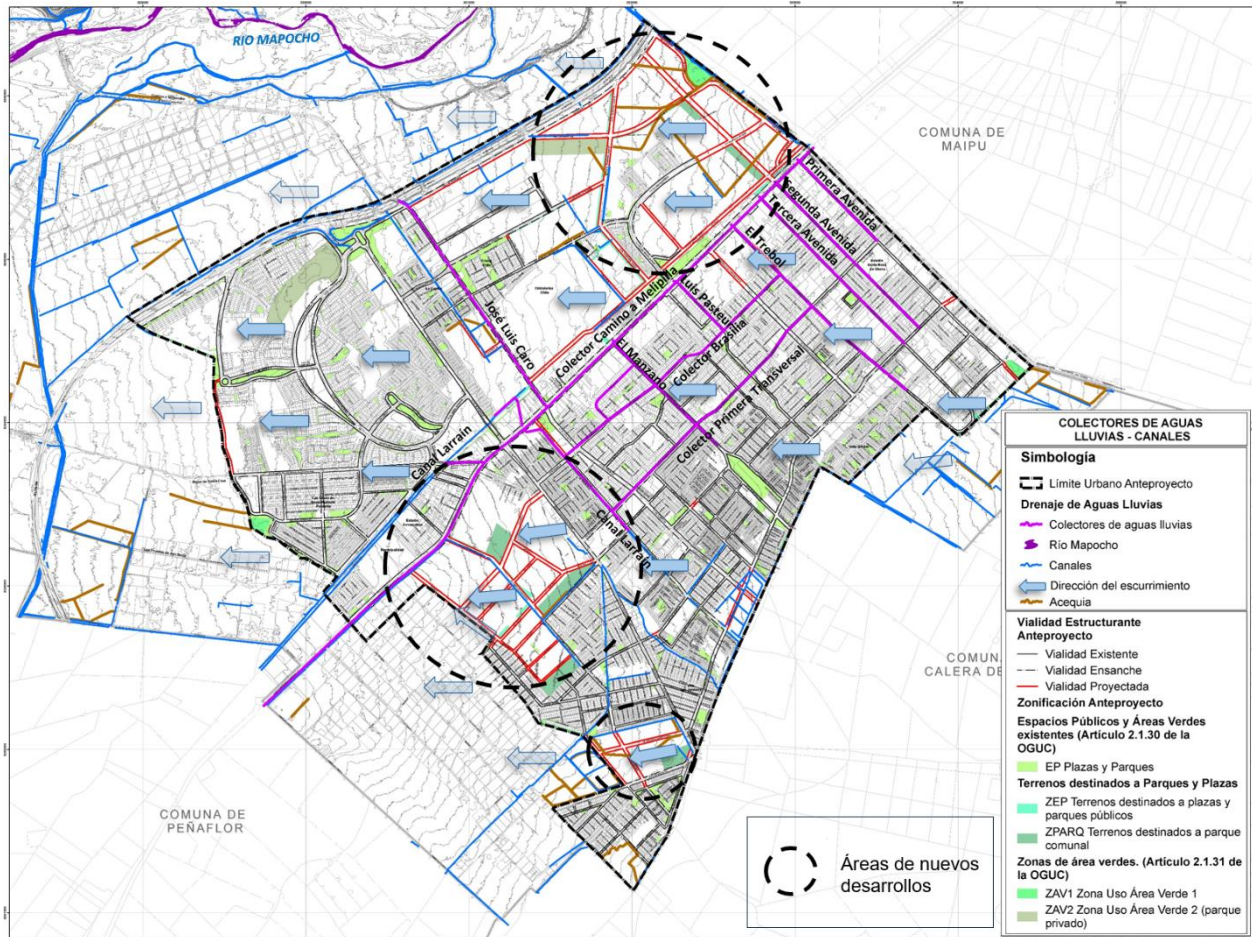 RÍO MAPOCHO
COMUNA DE
MAIPU
Primera Avenida
Segunda Avenida
Tercera Avenida
El Trebol
Luis Pasteur
Colector Camino a Melipilla
José Luis Caro
El Manzano
Colector Brasilia
Colector Primera Transversal
Canal Larraín
Canal Larraín
COMUNA DE
PEÑAFLOR
COMUN
CALERA DE
Áreas de nuevos
desarrollos
COLECTORES DE AGUAS
LLUVIAS - CANALES
Simbología
Límite Urbano Anteproyecto
Drenaje de Aguas Lluvias
Colectores de aguas lluvias
Río Mapocho
Canales
Dirección del escurrimiento
Acequia
Vialidad Estructurante
Anteproyecto
Vialidad Existente
Vialidad Ensanche
Vialidad Proyectada
Zonificación Anteproyecto
Espacios Públicos y Áreas Verdes
existentes (Artículo 2.1.30 de la
OGUC)
EP Plazas y Parques
Terrenos destinados a Parques y Plazas
ZEP Terrenos destinados a plazas y
parques públicos
ZPARQ Terrenos destinados a parque
comunal
Zonas de área verdes. (Artículo 2.1.31 de
la OGUC)
ZAV1 Zona Uso Área Verde 1
ZAV2 Zona Uso Área Verde 2 (parque
privado)